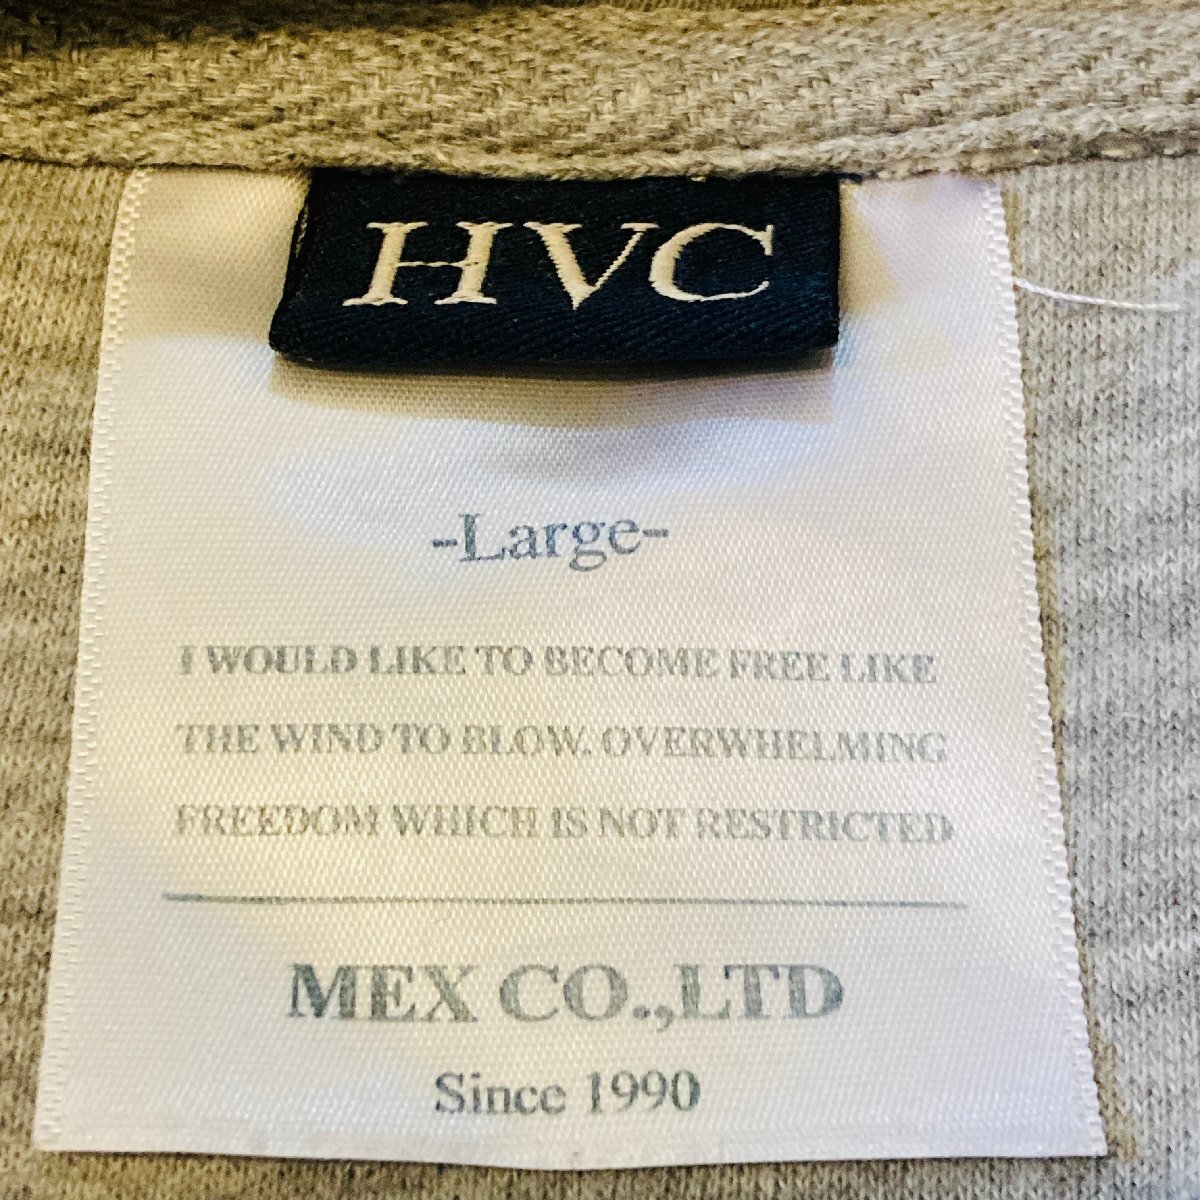 HVC
-Large-
I WOULD LIKE TO BECOME FREE LIKE
THE WIND TO BLOW. OVERWHELMING
FREEDOM WHICH IS NOT RESTRICTED
MEX CO.,LTD
Since 1990